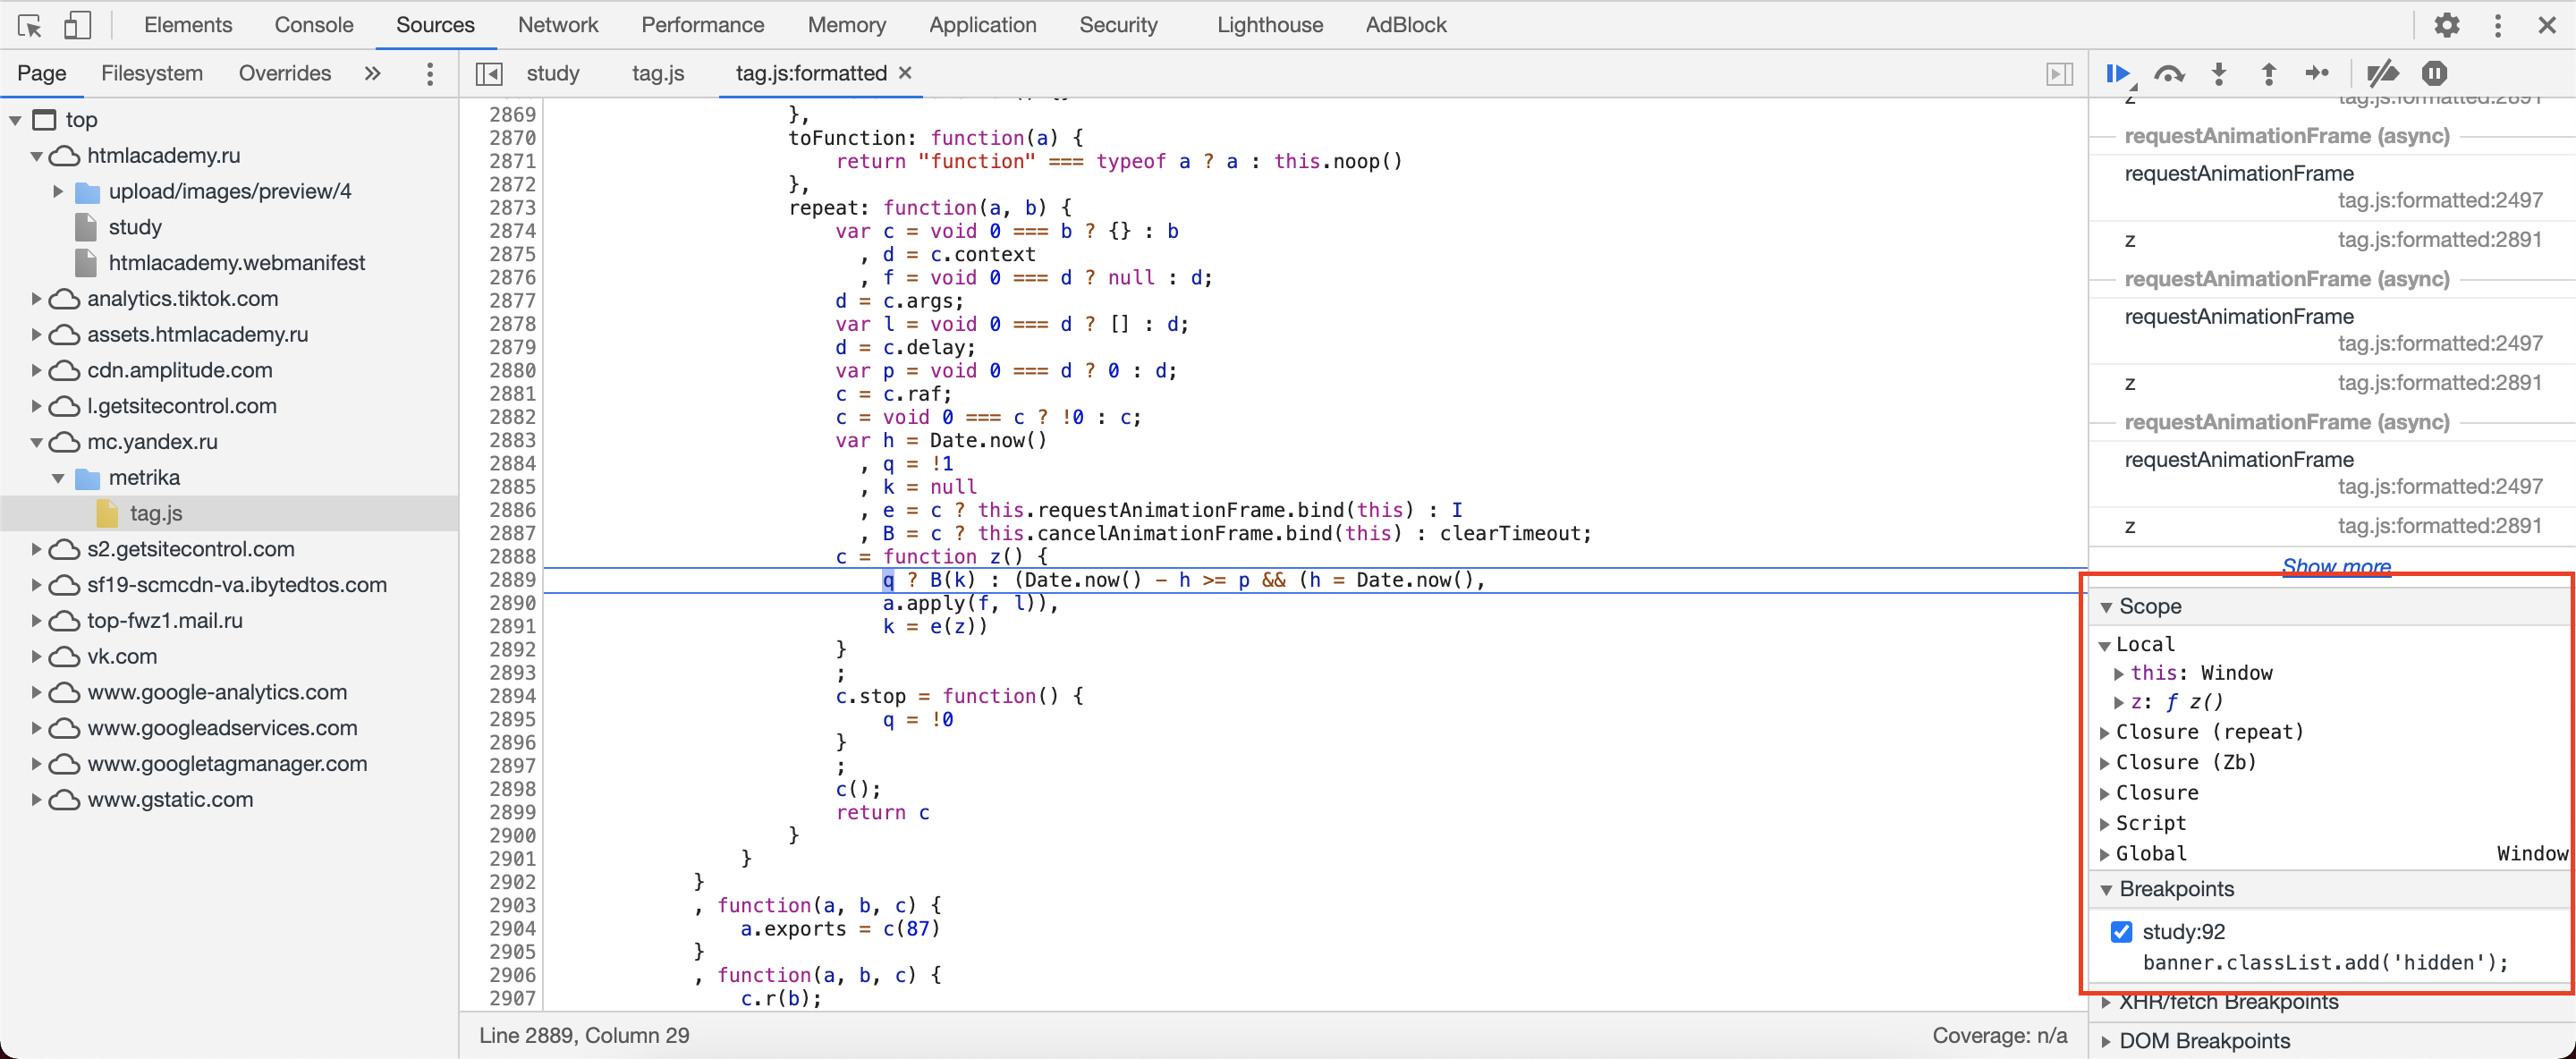 Elements Console Sources Network Performance Memory Application Security Lighthouse AdBlock
Page Filesystem Overrides »
study tag.js tag.js:formatted ×
top
htmlacademy.ru
upload/images/preview/4
study
htmlacademy.webmanifest
analytics.tiktok.com
assets.htmlacademy.ru
cdn.amplitude.com
l.getsitecontrol.com
mc.yandex.ru
metrika
tag.js
s2.getsitecontrol.com
sf19-scmcdn-va.ibytedtos.com
top-fwz1.mail.ru
vk.com
www.google-analytics.com
www.googleadservices.com
www.googletagmanager.com
www.gstatic.com
2869 },
2870 toFunction: function(a) {
2871 return "function" === typeof a ? a : this.noop()
2872 },
2873 repeat: function(a, b) {
2874 var c = void 0 === b ? {} : b
2875 , d = c.context
2876 , f = void 0 === d ? null : d;
2877 d = c.args;
2878 var l = void 0 === d ? [] : d;
2879 d = c.delay;
2880 var p = void 0 === d ? 0 : d;
2881 c = c.raf;
2882 c = void 0 === c ? !0 : c;
2883 var h = Date.now()
2884 , q = !1
2885 , k = null
2886 , e = c ? this.requestAnimationFrame.bind(this) : I
2887 , B = c ? this.cancelAnimationFrame.bind(this) : clearTimeout;
2888 c = function z() {
2889 q ? B(k) : (Date.now() - h >= p && (h = Date.now(),
2890 a.apply(f, l)),
2891 k = e(z))
2892 }
2893 ;
2894 c.stop = function() {
2895 q = !0
2896 }
2897 ;
2898 c();
2899 return c
2900 }
2901 }
2902 }
2903 , function(a, b, c) {
2904 a.exports = c(87)
2905 }
2906 , function(a, b, c) {
2907 c.r(b);
Line 2889, Column 29
Coverage: n/a
z tag.js:formatted:2891
requestAnimationFrame (async)
requestAnimationFrame
tag.js:formatted:2497
z tag.js:formatted:2891
requestAnimationFrame (async)
requestAnimationFrame
tag.js:formatted:2497
z tag.js:formatted:2891
requestAnimationFrame (async)
requestAnimationFrame
tag.js:formatted:2497
z tag.js:formatted:2891
Show more
Scope
Local
this: Window
z: ƒ z()
Closure (repeat)
Closure (Zb)
Closure
Script
Global Window
Breakpoints
study:92
banner.classList.add('hidden');
XHR/fetch Breakpoints
DOM Breakpoints